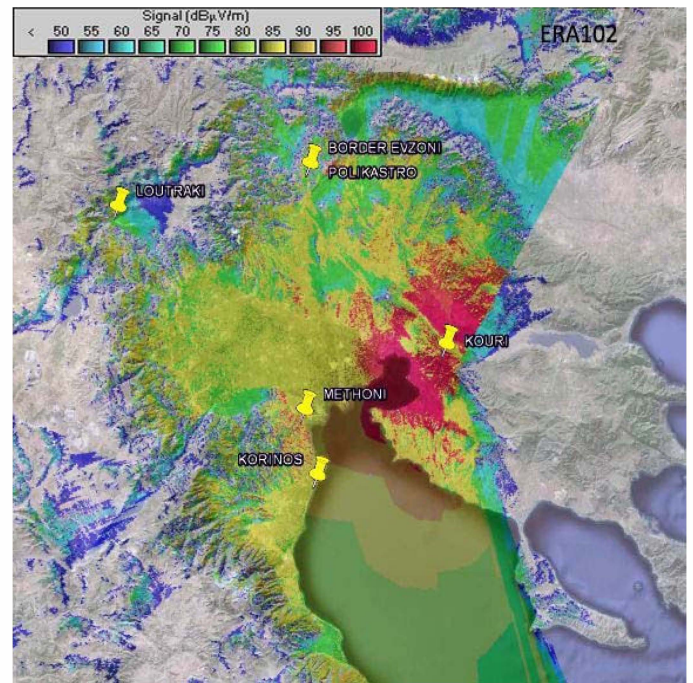 Signal (dBµV/m)
< 50 55 60 65 70 75 80 85 90 95 100
ERA102
BORDER EVZONI
POLIKASTRO
LOUTRAKI
KOURI
METHONI
KORINOS